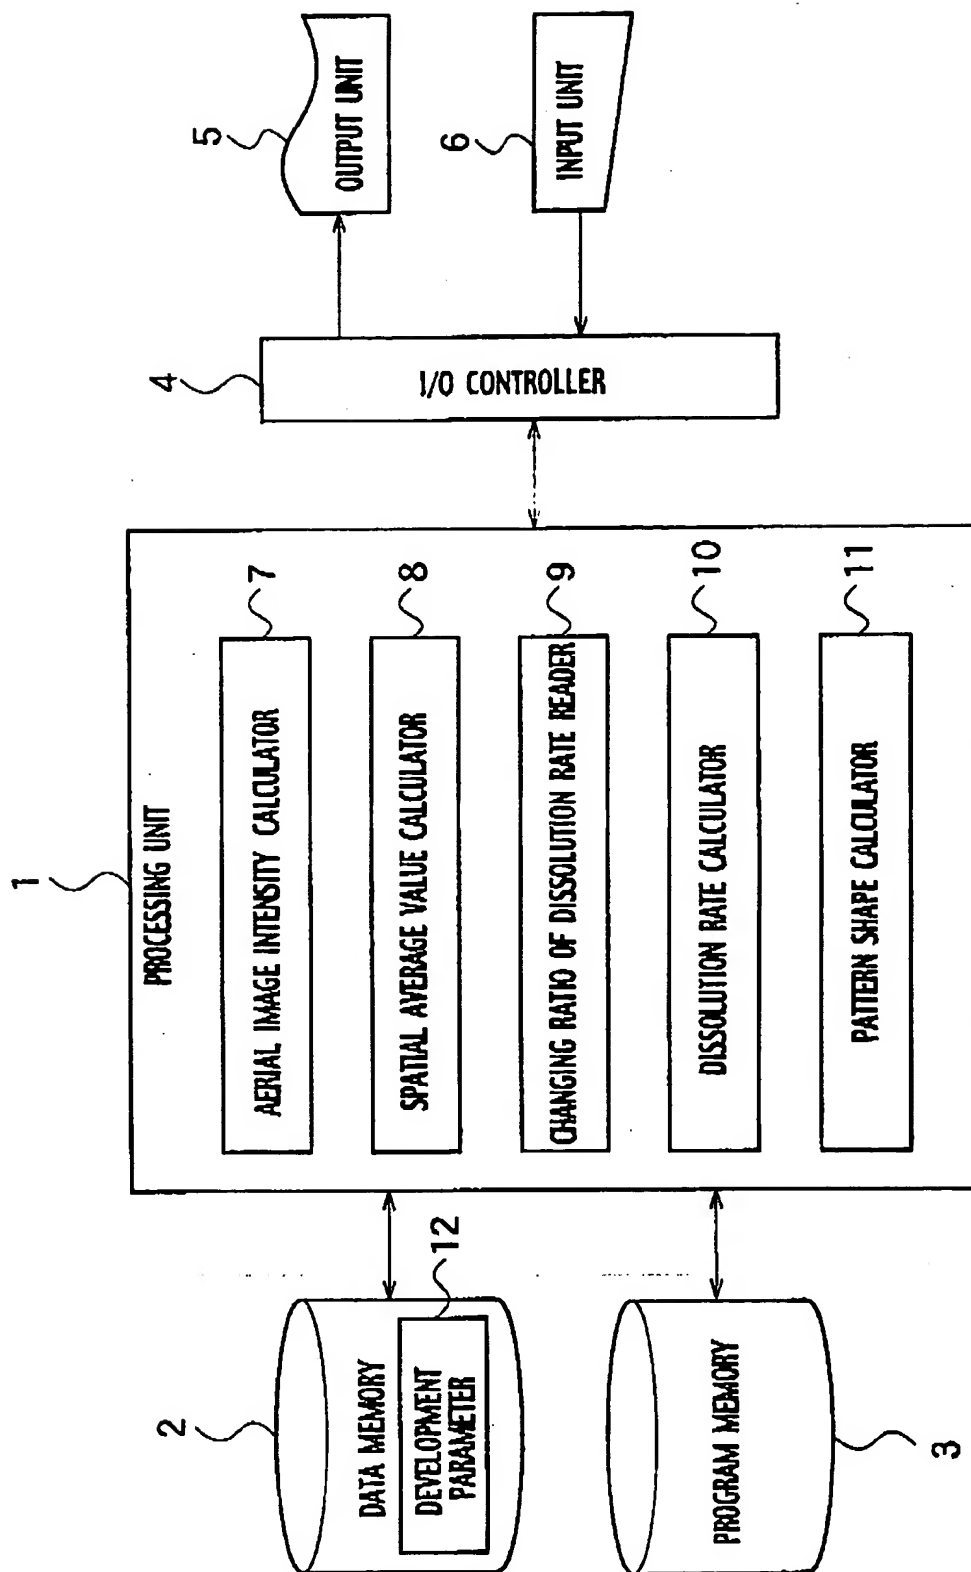 1
PROCESSING UNIT
AERIAL IMAGE INTENSITY CALCULATOR
7
SPATIAL AVERAGE VALUE CALCULATOR
8
CHANGING RATIO OF DISSOLUTION RATE READER
9
DISSOLUTION RATE CALCULATOR
10
PATTERN SHAPE CALCULATOR
11
2
DATA MEMORY
DEVELOPMENT
PARAMETER
12
PROGRAM MEMORY
3
4
I/O CONTROLLER
5
OUTPUT UNIT
6
INPUT UNIT